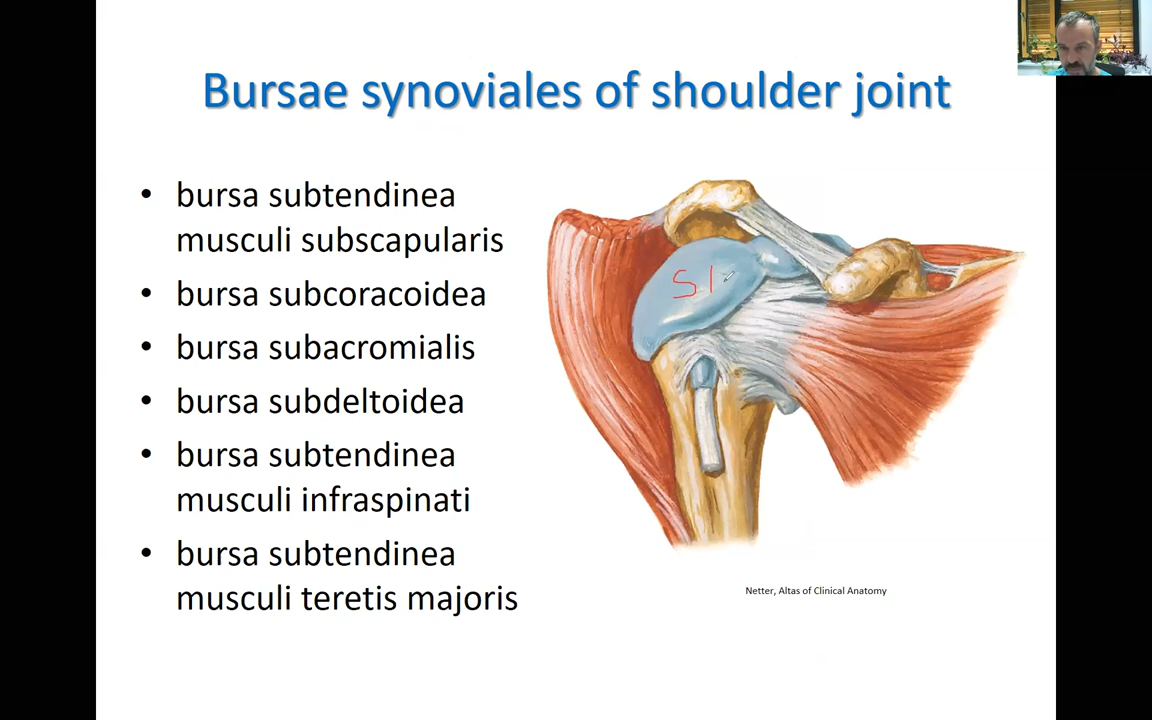 Bursae synoviales of shoulder joint
• bursa subtendinea
musculi subscapularis
• bursa subcoracoidea
• bursa subacromialis
• bursa subdeltoidea
• bursa subtendinea
musculi infraspinati
• bursa subtendinea
musculi teretis majoris
S I
Netter, Altas of Clinical Anatomy